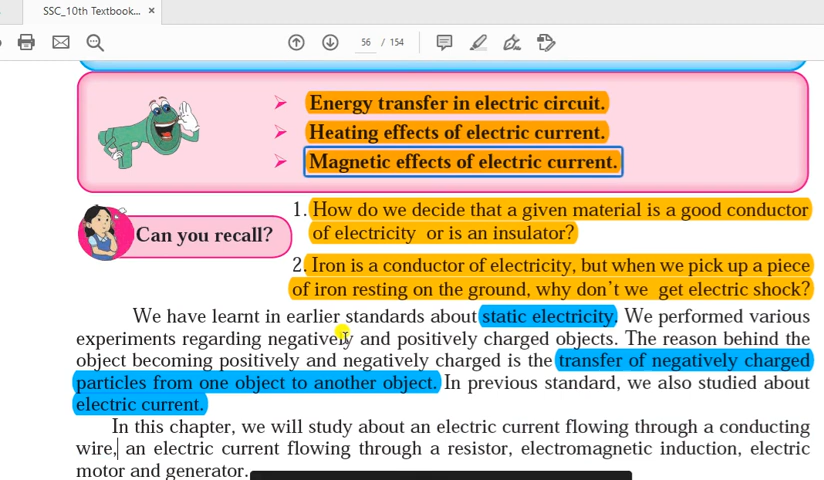 SSC_10th Textbook... ×
56 / 154
➢ Energy transfer in electric circuit.
➢ Heating effects of electric current.
➢ Magnetic effects of electric current.
Can you recall?
1. How do we decide that a given material is a good conductor
of electricity or is an insulator?
2. Iron is a conductor of electricity, but when we pick up a piece
of iron resting on the ground, why don't we get electric shock?
We have learnt in earlier standards about static electricity. We performed various
experiments regarding negatively and positively charged objects. The reason behind the
object becoming positively and negatively charged is the transfer of negatively charged
particles from one object to another object. In previous standard, we also studied about
electric current.
In this chapter, we will study about an electric current flowing through a conducting
wire, an electric current flowing through a resistor, electromagnetic induction, electric
motor and generator.